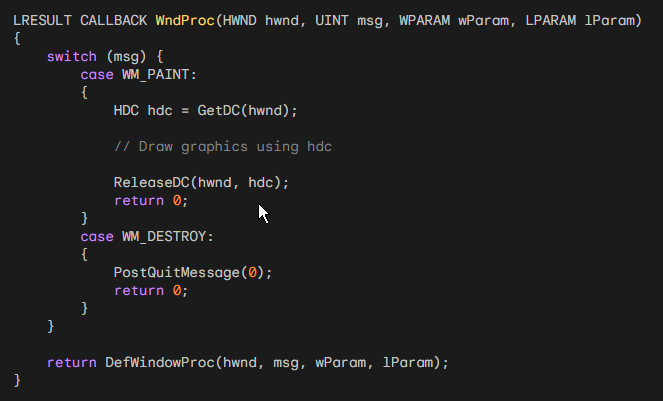 LRESULT CALLBACK WndProc(HWND hwnd, UINT msg, WPARAM wParam, LPARAM lParam)
{
    switch (msg) {
        case WM_PAINT:
        {
            HDC hdc = GetDC(hwnd);

            // Draw graphics using hdc

            ReleaseDC(hwnd, hdc);
            return 0;
        }
        case WM_DESTROY:
        {
            PostQuitMessage(0);
            return 0;
        }
    }

    return DefWindowProc(hwnd, msg, wParam, lParam);
}